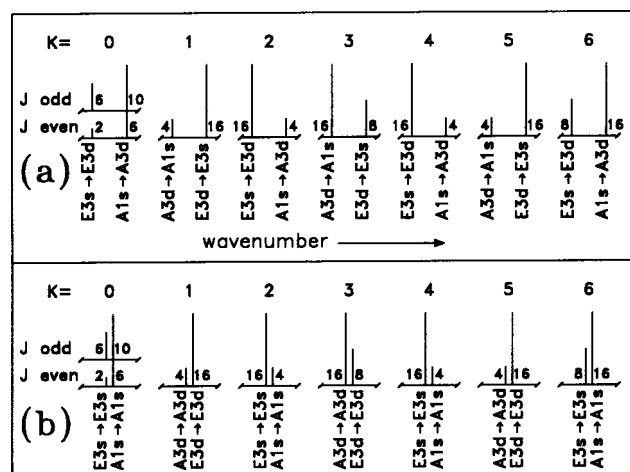 K= 0 1 2 3 4 5 6
J odd 6 10
J even 2 6 4 16 16 4 16 8 16 4 4 16 8 16
(a)
E3s→E3d A1s→A3d A3d→A1s E3d→E3s E3s→E3d A1s→A3d A3d→A1s E3d→E3s E3s→E3d A1s→A3d A3d→A1s E3d→E3s E3s→E3d A1s→A3d
wavenumber
K= 0 1 2 3 4 5 6
J odd 6 10
J even 2 6 4 16 16 4 16 8 16 4 4 16 8 16
(b)
E3s→E3s A1s→A1s A3d→A3d E3d→E3d E3s→E3s A1s→A1s A3d→A3d E3d→E3d E3s→E3s A1s→A1s A3d→A3d E3d→E3d E3s→E3s A1s→A1s